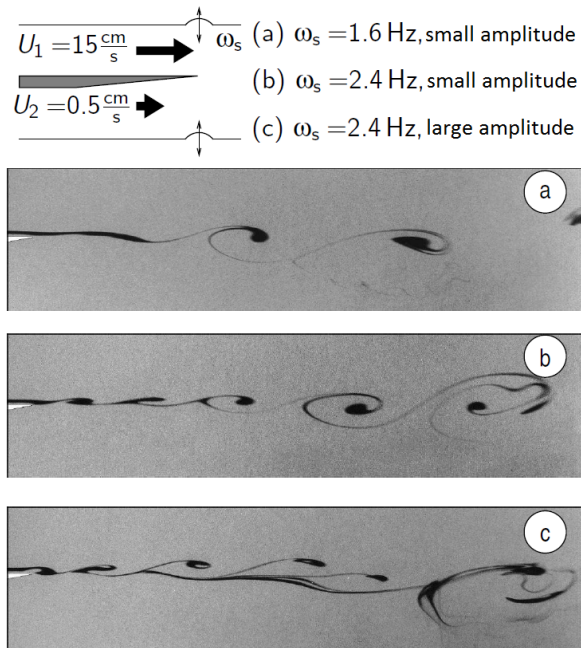 U₁ = 15 cm/s
ωₛ
(a) ωₛ = 1.6 Hz, small amplitude
(b) ωₛ = 2.4 Hz, small amplitude
U₂ = 0.5 cm/s
(c) ωₛ = 2.4 Hz, large amplitude
a
b
c